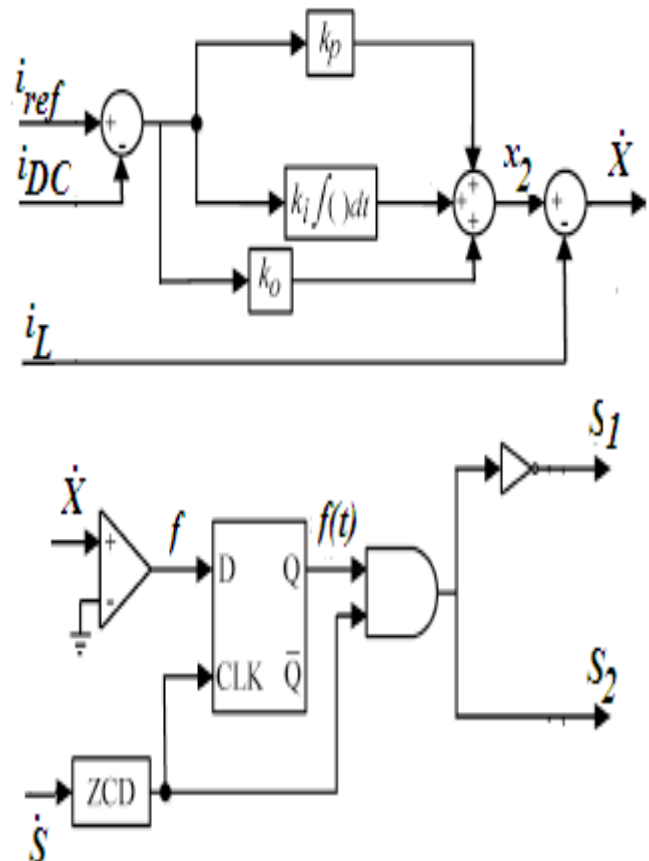 k_p
i_ref
+
-
i_DC
k_i ∫( )dt
+
+
+
x_2
-
Ẋ
k_o
i_L
S_1
Ẋ
+
-
f
D
Q
f(t)
CLK
Q̄
S_2
ZCD
Ṡ